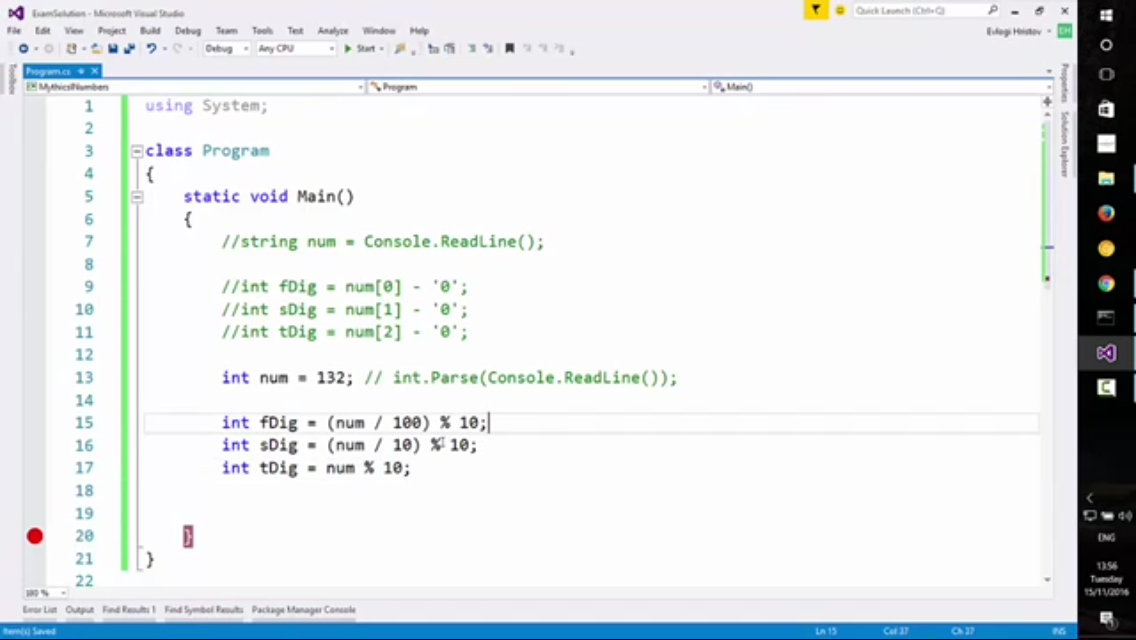 ExamSolution - Microsoft Visual Studio
Quick Launch (Ctrl+Q)
File Edit View Project Build Debug Team Tools Test Analyze Window Help
Evlogi Hristov EH
Debug Any CPU Start
Program.cs
MythicalNumbers Program Main()
Toolbox
Properties
Solution Explorer
1 using System;
2
3 class Program
4 {
5 static void Main()
6 {
7 //string num = Console.ReadLine();
8
9 //int fDig = num[0] - '0';
10 //int sDig = num[1] - '0';
11 //int tDig = num[2] - '0';
12
13 int num = 132; // int.Parse(Console.ReadLine());
14
15 int fDig = (num / 100) % 10;
16 int sDig = (num / 10) % 10;
17 int tDig = num % 10;
18
19
20 }
21 }
22
180 %
Error List Output Find Results 1 Find Symbol Results Package Manager Console
Item(s) Saved Ln 15 Col 37 Ch 37 INS
ENG
13:56
Tuesday
15/11/2016